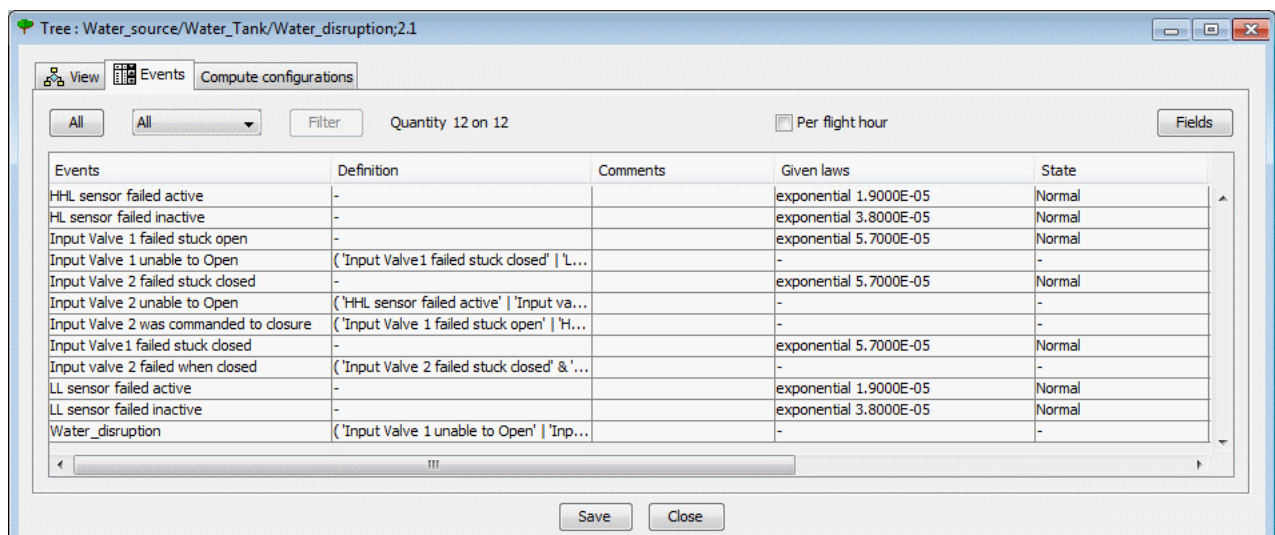 Tree : Water_source/Water_Tank/Water_disruption;2.1
View Events Compute configurations
All All Filter Quantity 12 on 12 Per flight hour Fields
Events Definition Comments Given laws State
HHL sensor failed active - exponential 1.9000E-05 Normal
HL sensor failed inactive - exponential 3.8000E-05 Normal
Input Valve 1 failed stuck open - exponential 5.7000E-05 Normal
Input Valve 1 unable to Open ( 'Input Valve1 failed stuck closed' | 'L... - -
Input Valve 2 failed stuck closed - exponential 5.7000E-05 Normal
Input Valve 2 unable to Open ( 'HHL sensor failed active' | 'Input va... - -
Input Valve 2 was commanded to closure ( 'Input Valve 1 failed stuck open' | 'H... - -
Input Valve1 failed stuck closed - exponential 5.7000E-05 Normal
Input valve 2 failed when closed ( 'Input Valve 2 failed stuck closed' & '... - -
LL sensor failed active - exponential 1.9000E-05 Normal
LL sensor failed inactive - exponential 3.8000E-05 Normal
Water_disruption ( 'Input Valve 1 unable to Open' | 'Inp... - -
Save Close